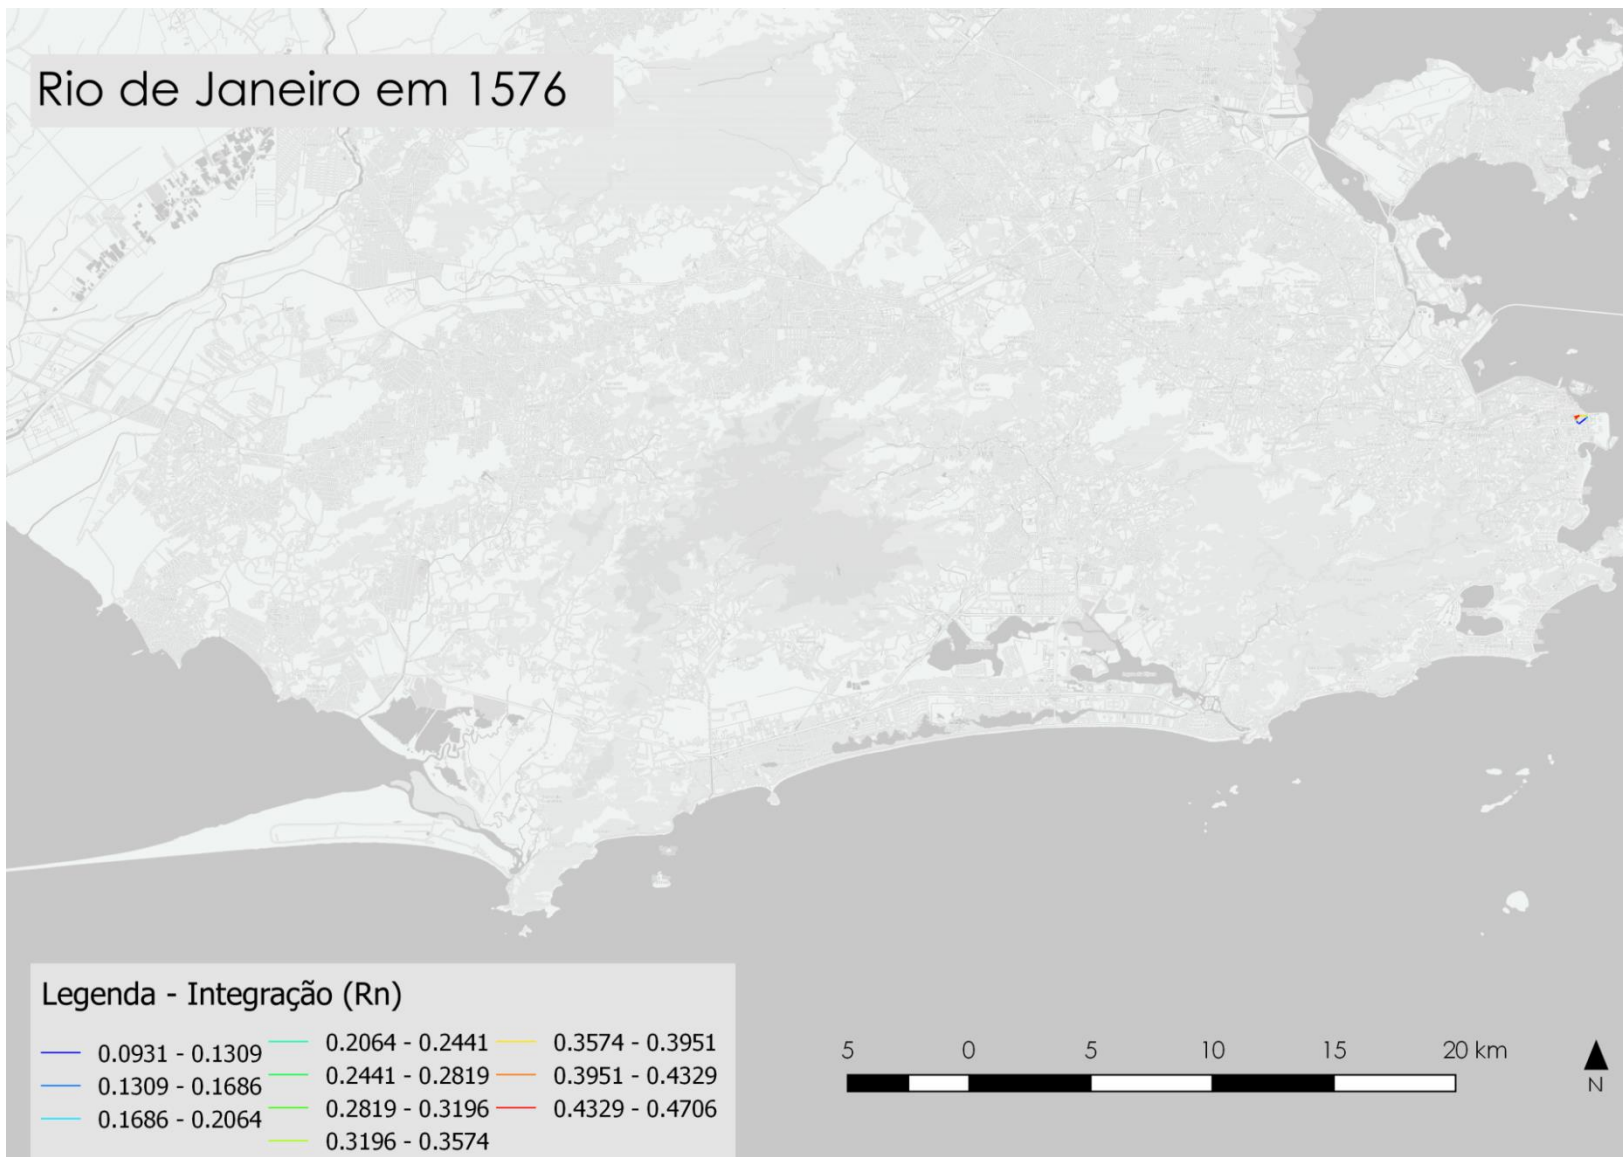 Rio de Janeiro em 1576
Legenda - Integração (Rn)
0.0931 - 0.1309
0.1309 - 0.1686
0.1686 - 0.2064
0.2064 - 0.2441
0.2441 - 0.2819
0.2819 - 0.3196
0.3196 - 0.3574
0.3574 - 0.3951
0.3951 - 0.4329
0.4329 - 0.4706
5 0 5 10 15 20 km
N